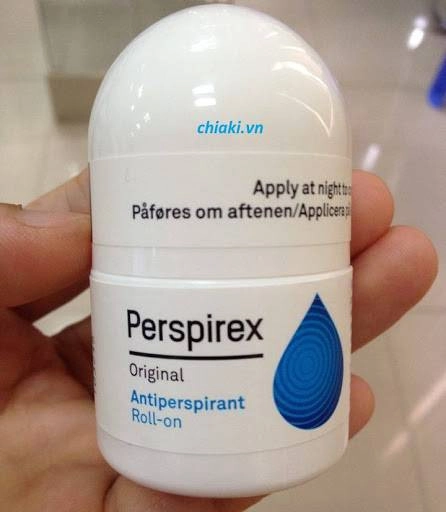 chiaki.vn
Apply at night to
Påføres om aftenen/Applicera
Perspirex
Original
Antiperspirant
Roll-on